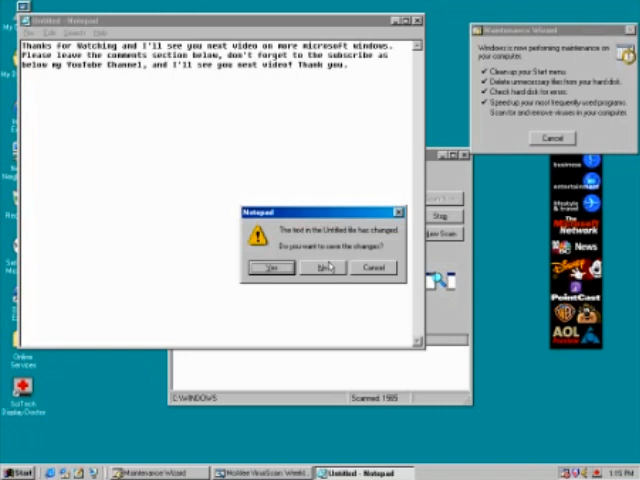 Untitled - Notepad
File Edit Search Help
Thanks for Watching and I'll see you next video on more microsoft windows.
Please leave the comments section below, don't forget to the subscribe as
below my YouTube Channel, and I'll see you next video! Thank you.
Maintenance Wizard
Windows is now performing maintenance on
your computer.
Clean up your Start menu.
Delete unnecessary files from your hard disk.
Check hard disk for errors.
Speed up your most frequently used programs.
Scan for and remove viruses in your computer.
Cancel
Stop
New Scan
Notepad
The text in the Untitled file has changed.
Do you want to save the changes?
Yes
No
Cancel
business
entertainment
lifestyle
& travel
The
Microsoft
Network
NBC News
Disney
PointCast
WB
AOL
Preview
Online
Services
SciTech
Display Doctor
C:\WINDOWS
Scanned: 1985
Start
Maintenance Wizard
McAfee VirusScan: Weekl...
Untitled - Notepad
1:15 PM